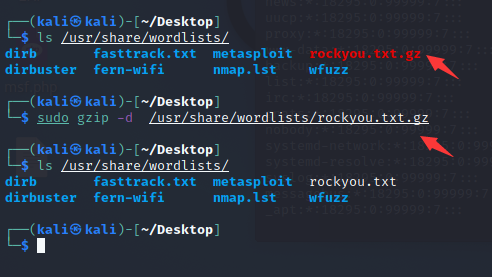 ┌──(kali㉿kali)-[~/Desktop]
└─$ ls /usr/share/wordlists/
dirb fasttrack.txt metasploit rockyou.txt.gz
dirbuster fern-wifi nmap.lst wfuzz
┌──(kali㉿kali)-[~/Desktop]
└─$ sudo gzip -d /usr/share/wordlists/rockyou.txt.gz
┌──(kali㉿kali)-[~/Desktop]
└─$ ls /usr/share/wordlists/
dirb fasttrack.txt metasploit rockyou.txt
dirbuster fern-wifi nmap.lst wfuzz
┌──(kali㉿kali)-[~/Desktop]
└─$